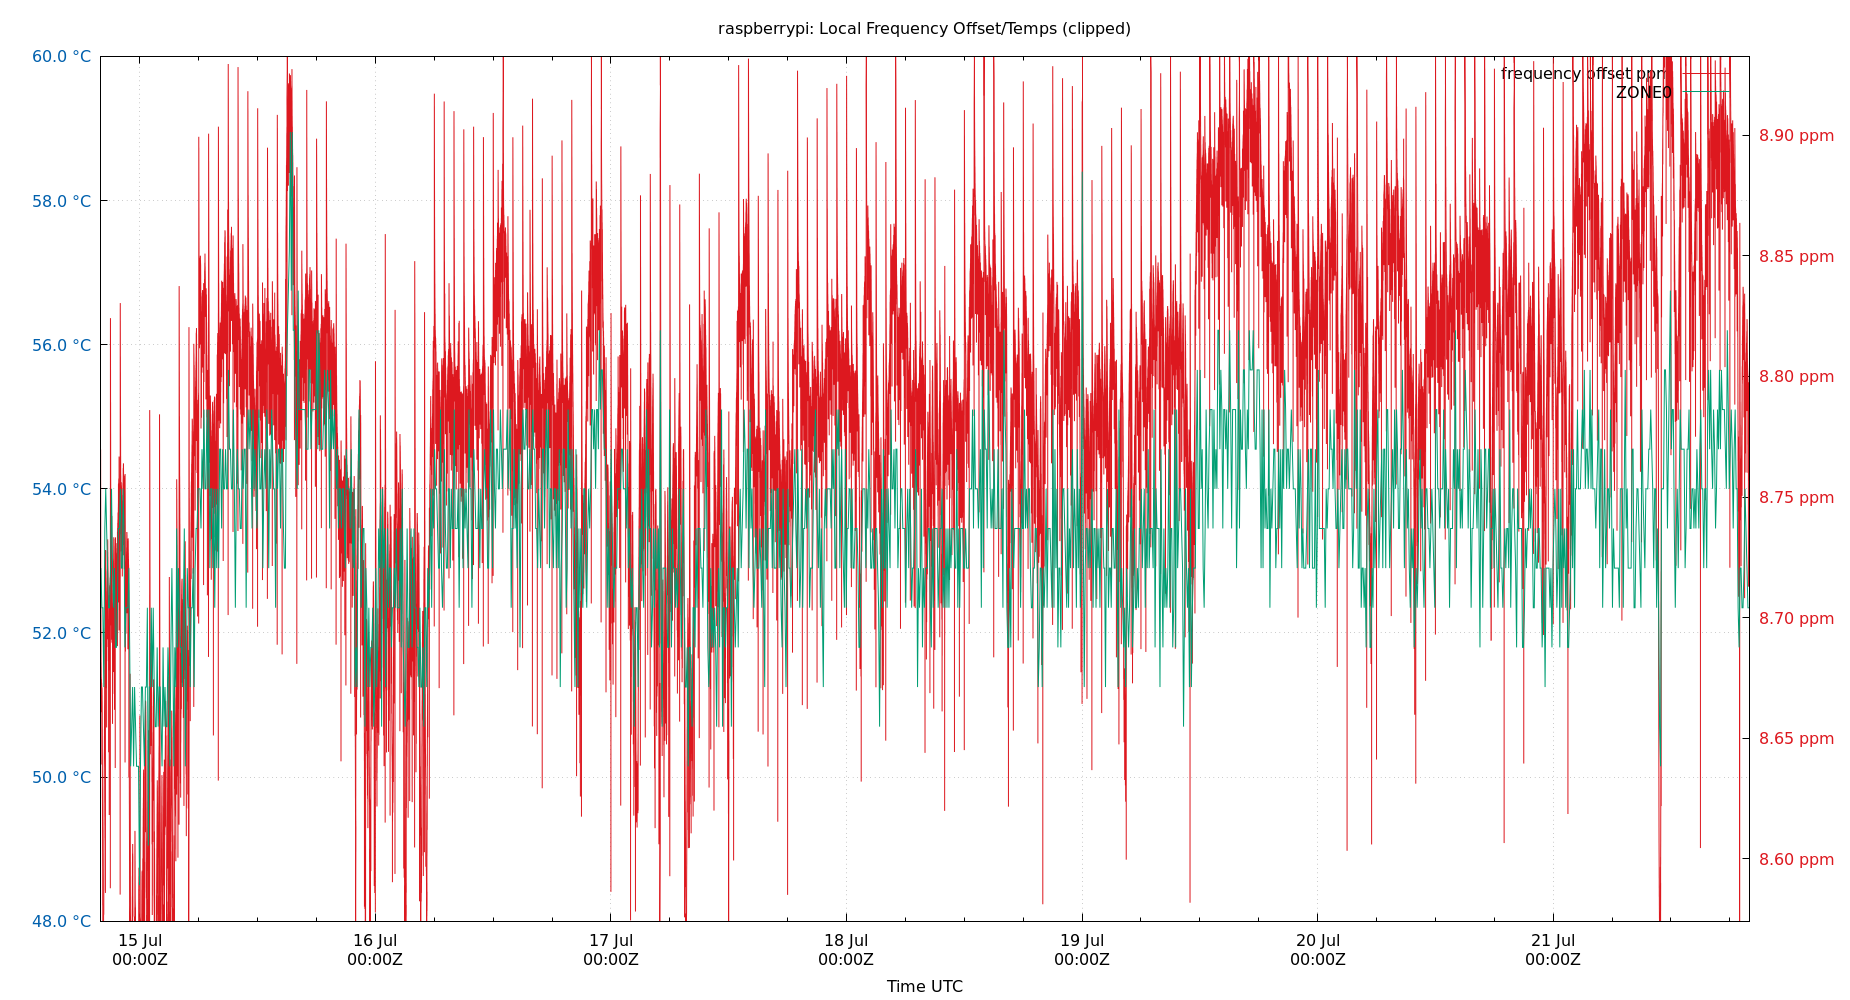 raspberrypi: Local Frequency Offset/Temps (clipped)
60.0 °C
58.0 °C
56.0 °C
54.0 °C
52.0 °C
50.0 °C
48.0 °C
frequency offset ppm
ZONE0
8.90 ppm
8.85 ppm
8.80 ppm
8.75 ppm
8.70 ppm
8.65 ppm
8.60 ppm
15 Jul 16 Jul 17 Jul 18 Jul 19 Jul 20 Jul 21 Jul
00:00Z 00:00Z 00:00Z 00:00Z 00:00Z 00:00Z 00:00Z
Time UTC